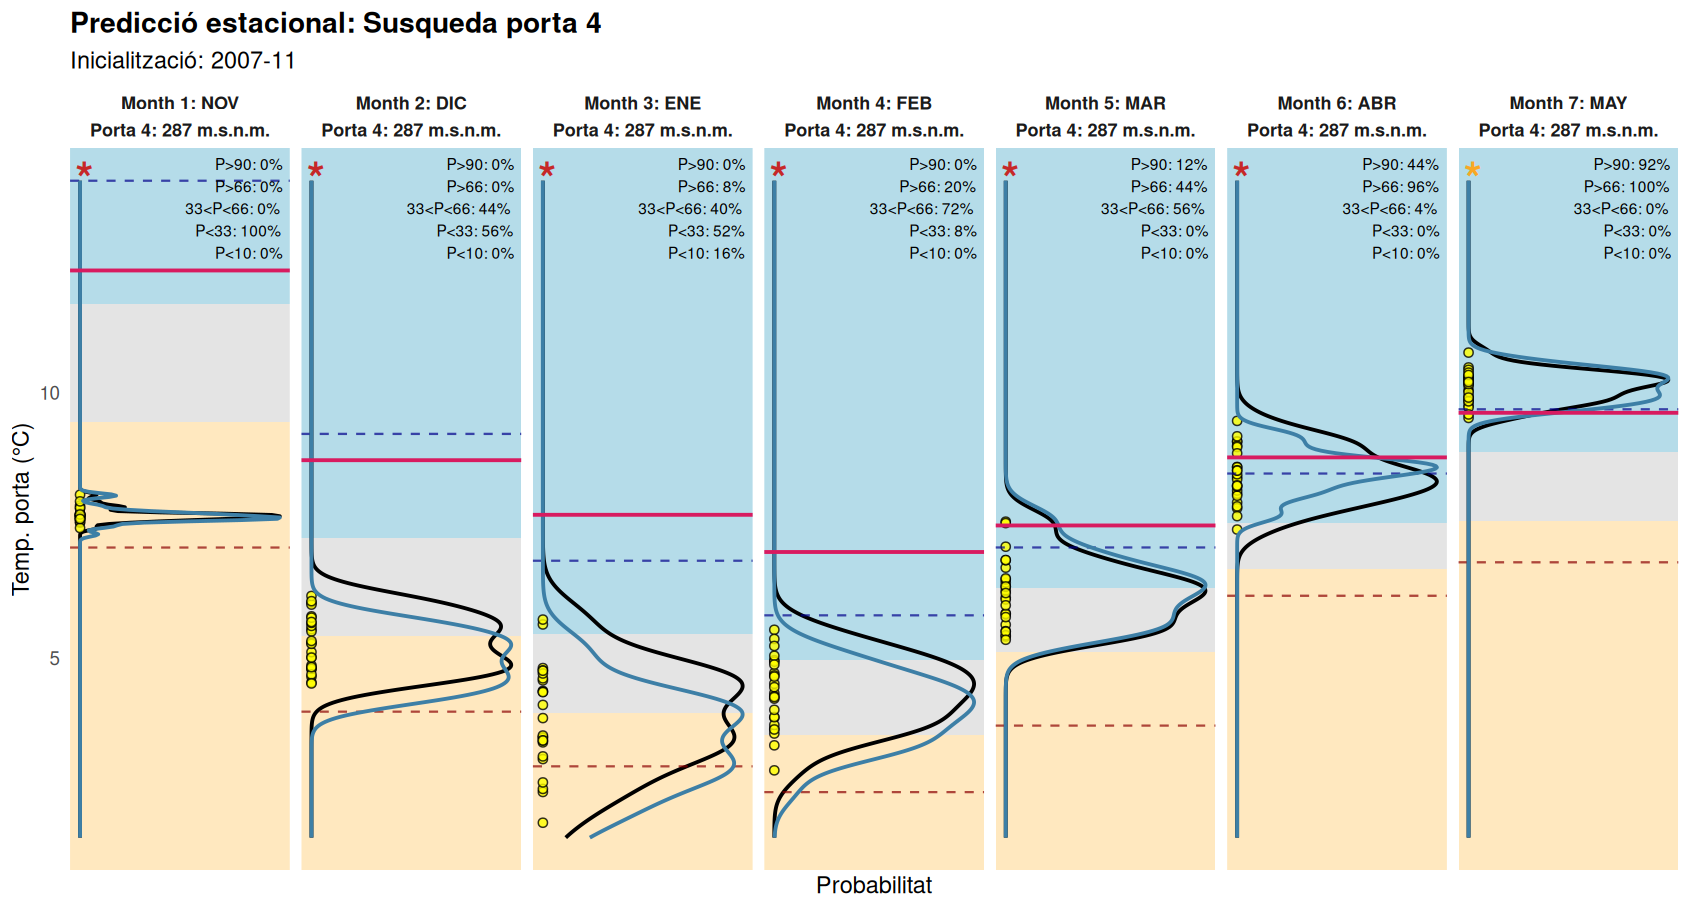 Predicció estacional: Susqueda porta 4
Inicialització: 2007-11
Month 1: NOV
Porta 4: 287 m.s.n.m.
Month 2: DIC
Porta 4: 287 m.s.n.m.
Month 3: ENE
Porta 4: 287 m.s.n.m.
Month 4: FEB
Porta 4: 287 m.s.n.m.
Month 5: MAR
Porta 4: 287 m.s.n.m.
Month 6: ABR
Porta 4: 287 m.s.n.m.
Month 7: MAY
Porta 4: 287 m.s.n.m.
*
P>90: 0%
P>66: 0%
33<P<66: 0%
P<33: 100%
P<10: 0%
*
P>90: 0%
P>66: 0%
33<P<66: 44%
P<33: 56%
P<10: 0%
*
P>90: 0%
P>66: 8%
33<P<66: 40%
P<33: 52%
P<10: 16%
*
P>90: 0%
P>66: 20%
33<P<66: 72%
P<33: 8%
P<10: 0%
*
P>90: 12%
P>66: 44%
33<P<66: 56%
P<33: 0%
P<10: 0%
*
P>90: 44%
P>66: 96%
33<P<66: 4%
P<33: 0%
P<10: 0%
*
P>90: 92%
P>66: 100%
33<P<66: 0%
P<33: 0%
P<10: 0%
10
5
Temp. porta (°C)
Probabilitat